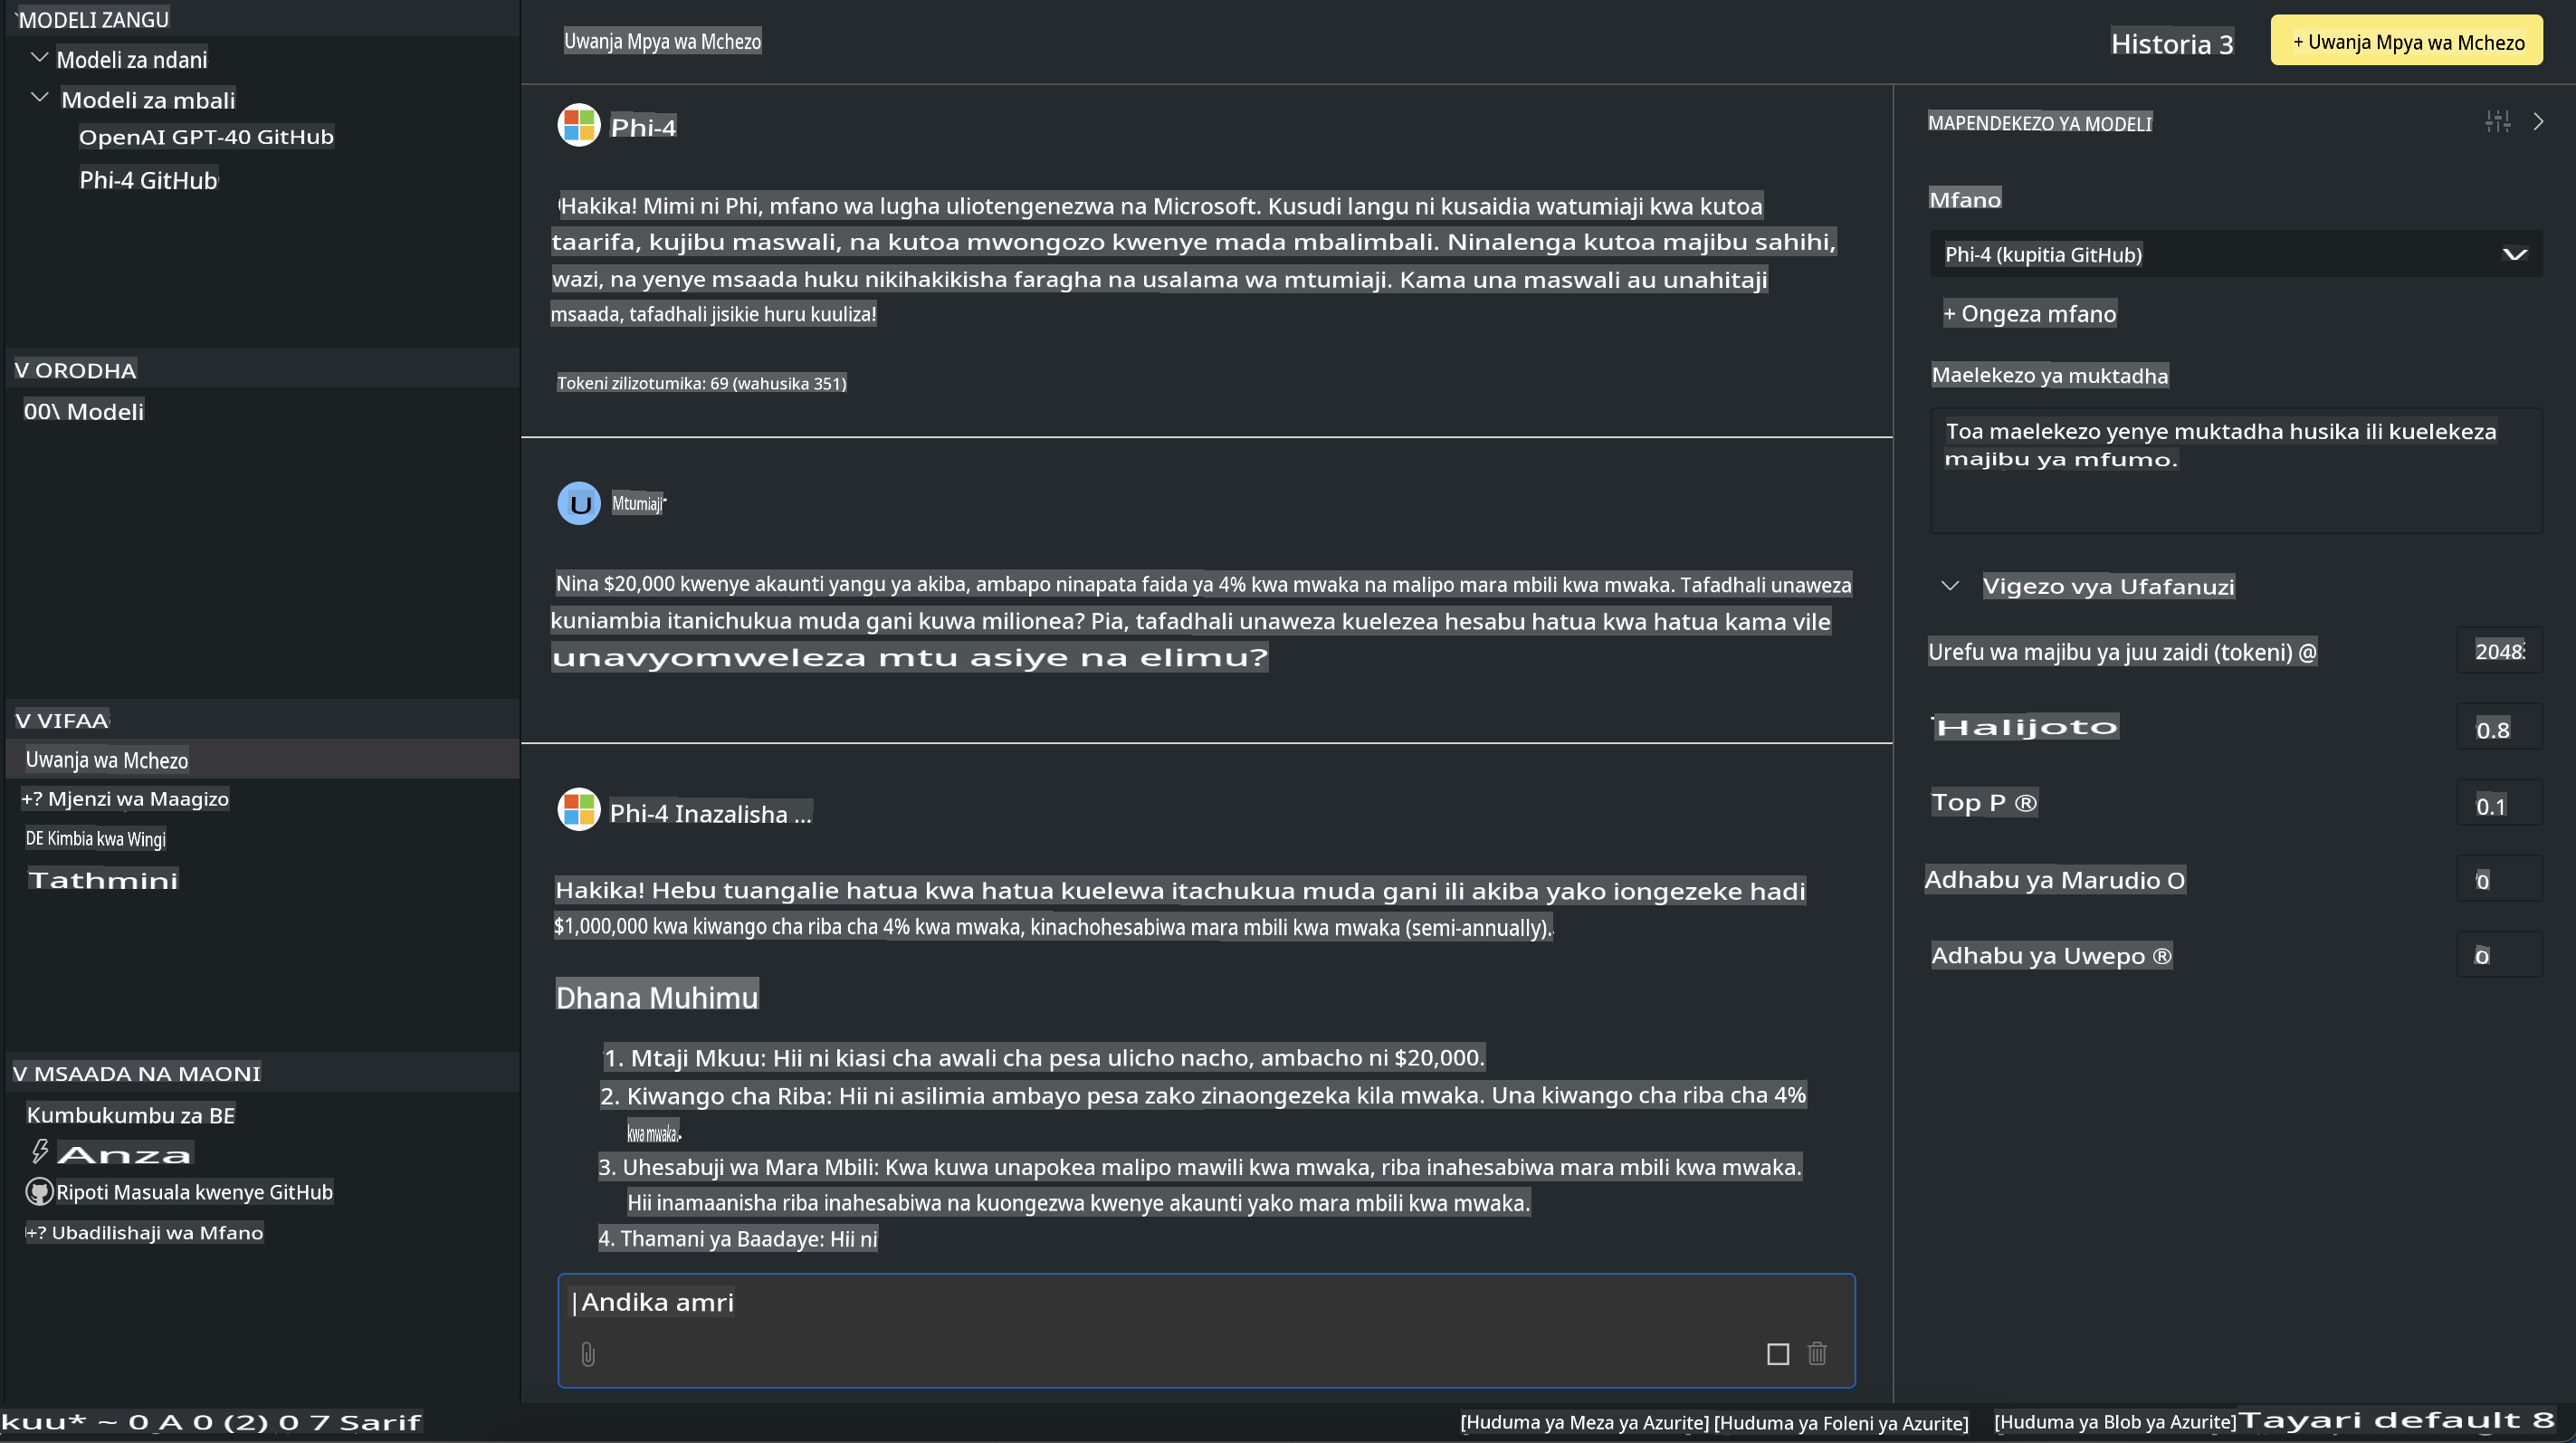 MODELI ZANGU
Modeli za ndani
Modeli za mbali
OpenAI GPT-40 GitHub
Phi-4 GitHub
V ORODHA
00\ Modeli
V VIFAA
Uwanja wa Mchezo
+? Mjenzi wa Maagizo
DE Kimbia kwa Wingi
Tathmini
V MSAADA NA MAONI
Kumbukumbu za BE
Anza
Ripoti Masuala kwenye GitHub
+? Ubadilishaji wa Mfano
Uwanja Mpya wa Mchezo
Historia 3
+ Uwanja Mpya wa Mchezo
Phi-4
Hakika! Mimi ni Phi, mfano wa lugha uliotengenezwa na Microsoft. Kusudi langu ni kusaidia watumiaji kwa kutoa
taarifa, kujibu maswali, na kutoa mwongozo kwenye mada mbalimbali. Ninalenga kutoa majibu sahihi,
wazi, na yenye msaada huku nikihakikisha faragha na usalama wa mtumiaji. Kama una maswali au unahitaji
msaada, tafadhali jisikie huru kuuliza!
Tokeni zilizotumika: 69 (wahusika 351)
U Mtumiaji
Nina $20,000 kwenye akaunti yangu ya akiba, ambapo ninapata faida ya 4% kwa mwaka na malipo mara mbili kwa mwaka. Tafadhali unaweza
kuniambia itanichukua muda gani kuwa milionea? Pia, tafadhali unaweza kuelezea hesabu hatua kwa hatua kama vile
unavyomweleza mtu asiye na elimu?
Phi-4 Inazalisha ...
Hakika! Hebu tuangalie hatua kwa hatua kuelewa itachukua muda gani ili akiba yako iongezeke hadi
$1,000,000 kwa kiwango cha riba cha 4% kwa mwaka, kinachohesabiwa mara mbili kwa mwaka (semi-annually).
Dhana Muhimu
1. Mtaji Mkuu: Hii ni kiasi cha awali cha pesa ulicho nacho, ambacho ni $20,000.
2. Kiwango cha Riba: Hii ni asilimia ambayo pesa zako zinaongezeka kila mwaka. Una kiwango cha riba cha 4%
kwa mwaka.
3. Uhesabuji wa Mara Mbili: Kwa kuwa unapokea malipo mawili kwa mwaka, riba inahesabiwa mara mbili kwa mwaka.
Hii inamaanisha riba inahesabiwa na kuongezwa kwenye akaunti yako mara mbili kwa mwaka.
4. Thamani ya Baadaye: Hii ni
|Andika amri
MAPENDEKEZO YA MODELI
Mfano
Phi-4 (kupitia GitHub)
+ Ongeza mfano
Maelekezo ya muktadha
Toa maelekezo yenye muktadha husika ili kuelekeza
majibu ya mfumo.
Vigezo vya Ufafanuzi
Urefu wa majibu ya juu zaidi (tokeni) @ 2048
Halijoto 0.8
Top P ® 0.1
Adhabu ya Marudio O 0
Adhabu ya Uwepo ® 0
kuu* ~ 0 A 0 (2) 0 7 Sarif
[Huduma ya Meza ya Azurite] [Huduma ya Foleni ya Azurite] [Huduma ya Blob ya Azurite] Tayari default 8